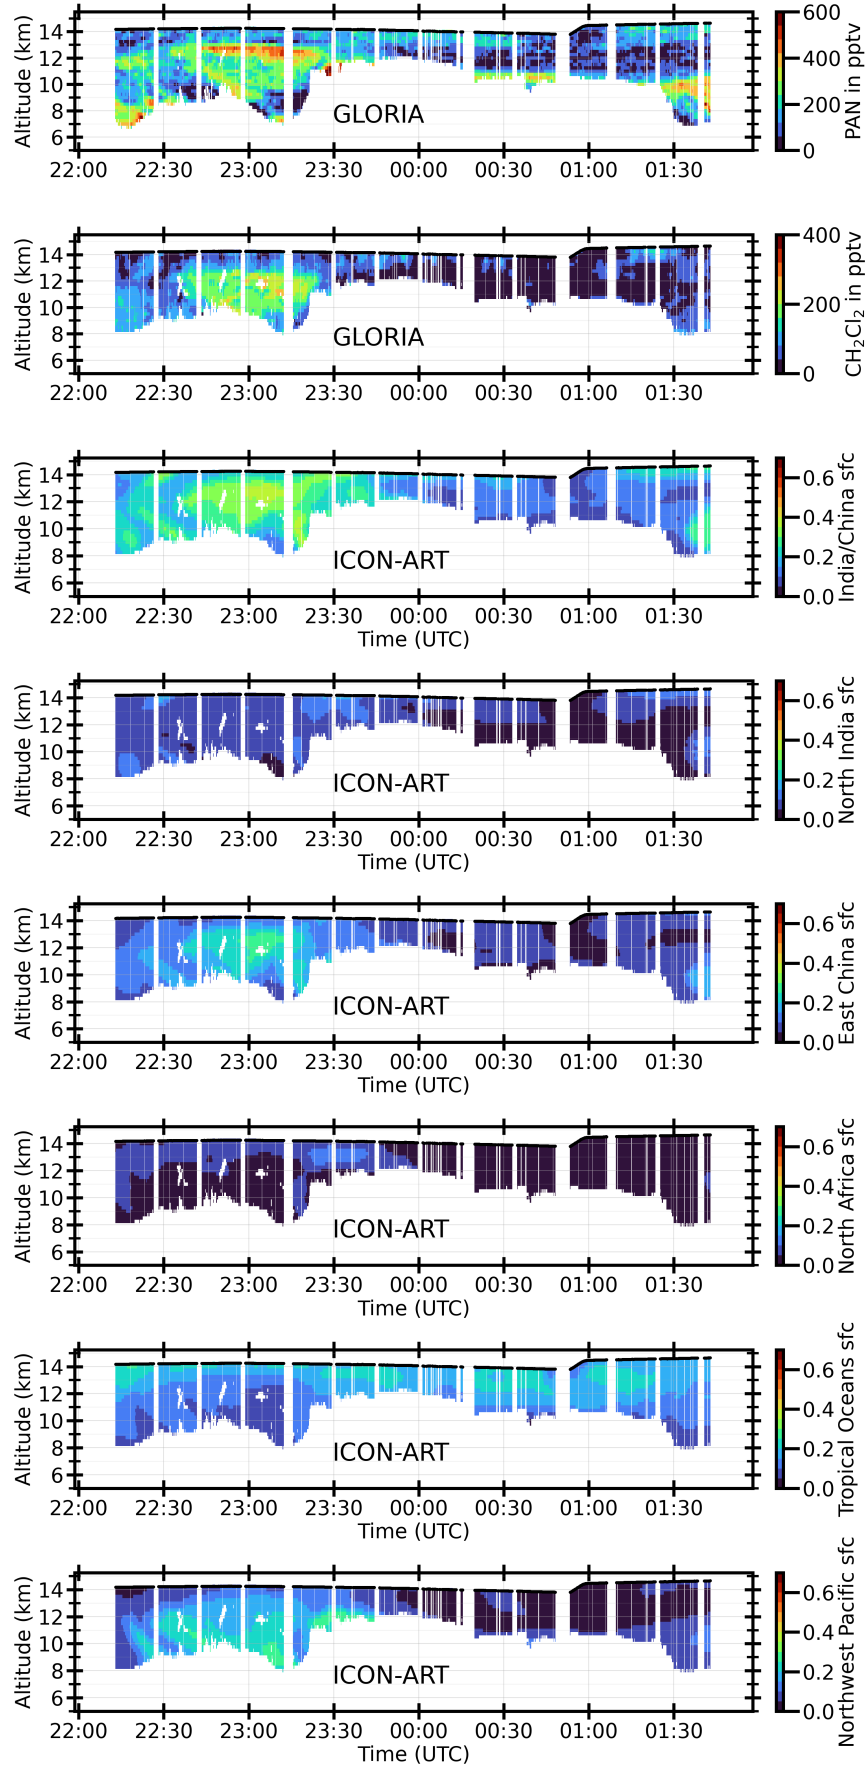 14
12
10
8
6
Altitude (km)
GLORIA
600
400
200
0
PAN in pptv
22:00 22:30 23:00 23:30 00:00 00:30 01:00 01:30
14
12
10
8
6
Altitude (km)
GLORIA
400
200
0
CH₂Cl₂ in pptv
22:00 22:30 23:00 23:30 00:00 00:30 01:00 01:30
14
12
10
8
6
Altitude (km)
ICON-ART
0.6
0.4
0.2
0.0
India/China sfc
22:00 22:30 23:00 23:30 00:00 00:30 01:00 01:30
Time (UTC)
14
12
10
8
6
Altitude (km)
ICON-ART
0.6
0.4
0.2
0.0
North India sfc
22:00 22:30 23:00 23:30 00:00 00:30 01:00 01:30
Time (UTC)
14
12
10
8
6
Altitude (km)
ICON-ART
0.6
0.4
0.2
0.0
East China sfc
22:00 22:30 23:00 23:30 00:00 00:30 01:00 01:30
Time (UTC)
14
12
10
8
6
Altitude (km)
ICON-ART
0.6
0.4
0.2
0.0
North Africa sfc
22:00 22:30 23:00 23:30 00:00 00:30 01:00 01:30
Time (UTC)
14
12
10
8
6
Altitude (km)
ICON-ART
0.6
0.4
0.2
0.0
Tropical Oceans sfc
22:00 22:30 23:00 23:30 00:00 00:30 01:00 01:30
Time (UTC)
14
12
10
8
6
Altitude (km)
ICON-ART
0.6
0.4
0.2
0.0
Northwest Pacific sfc
22:00 22:30 23:00 23:30 00:00 00:30 01:00 01:30
Time (UTC)